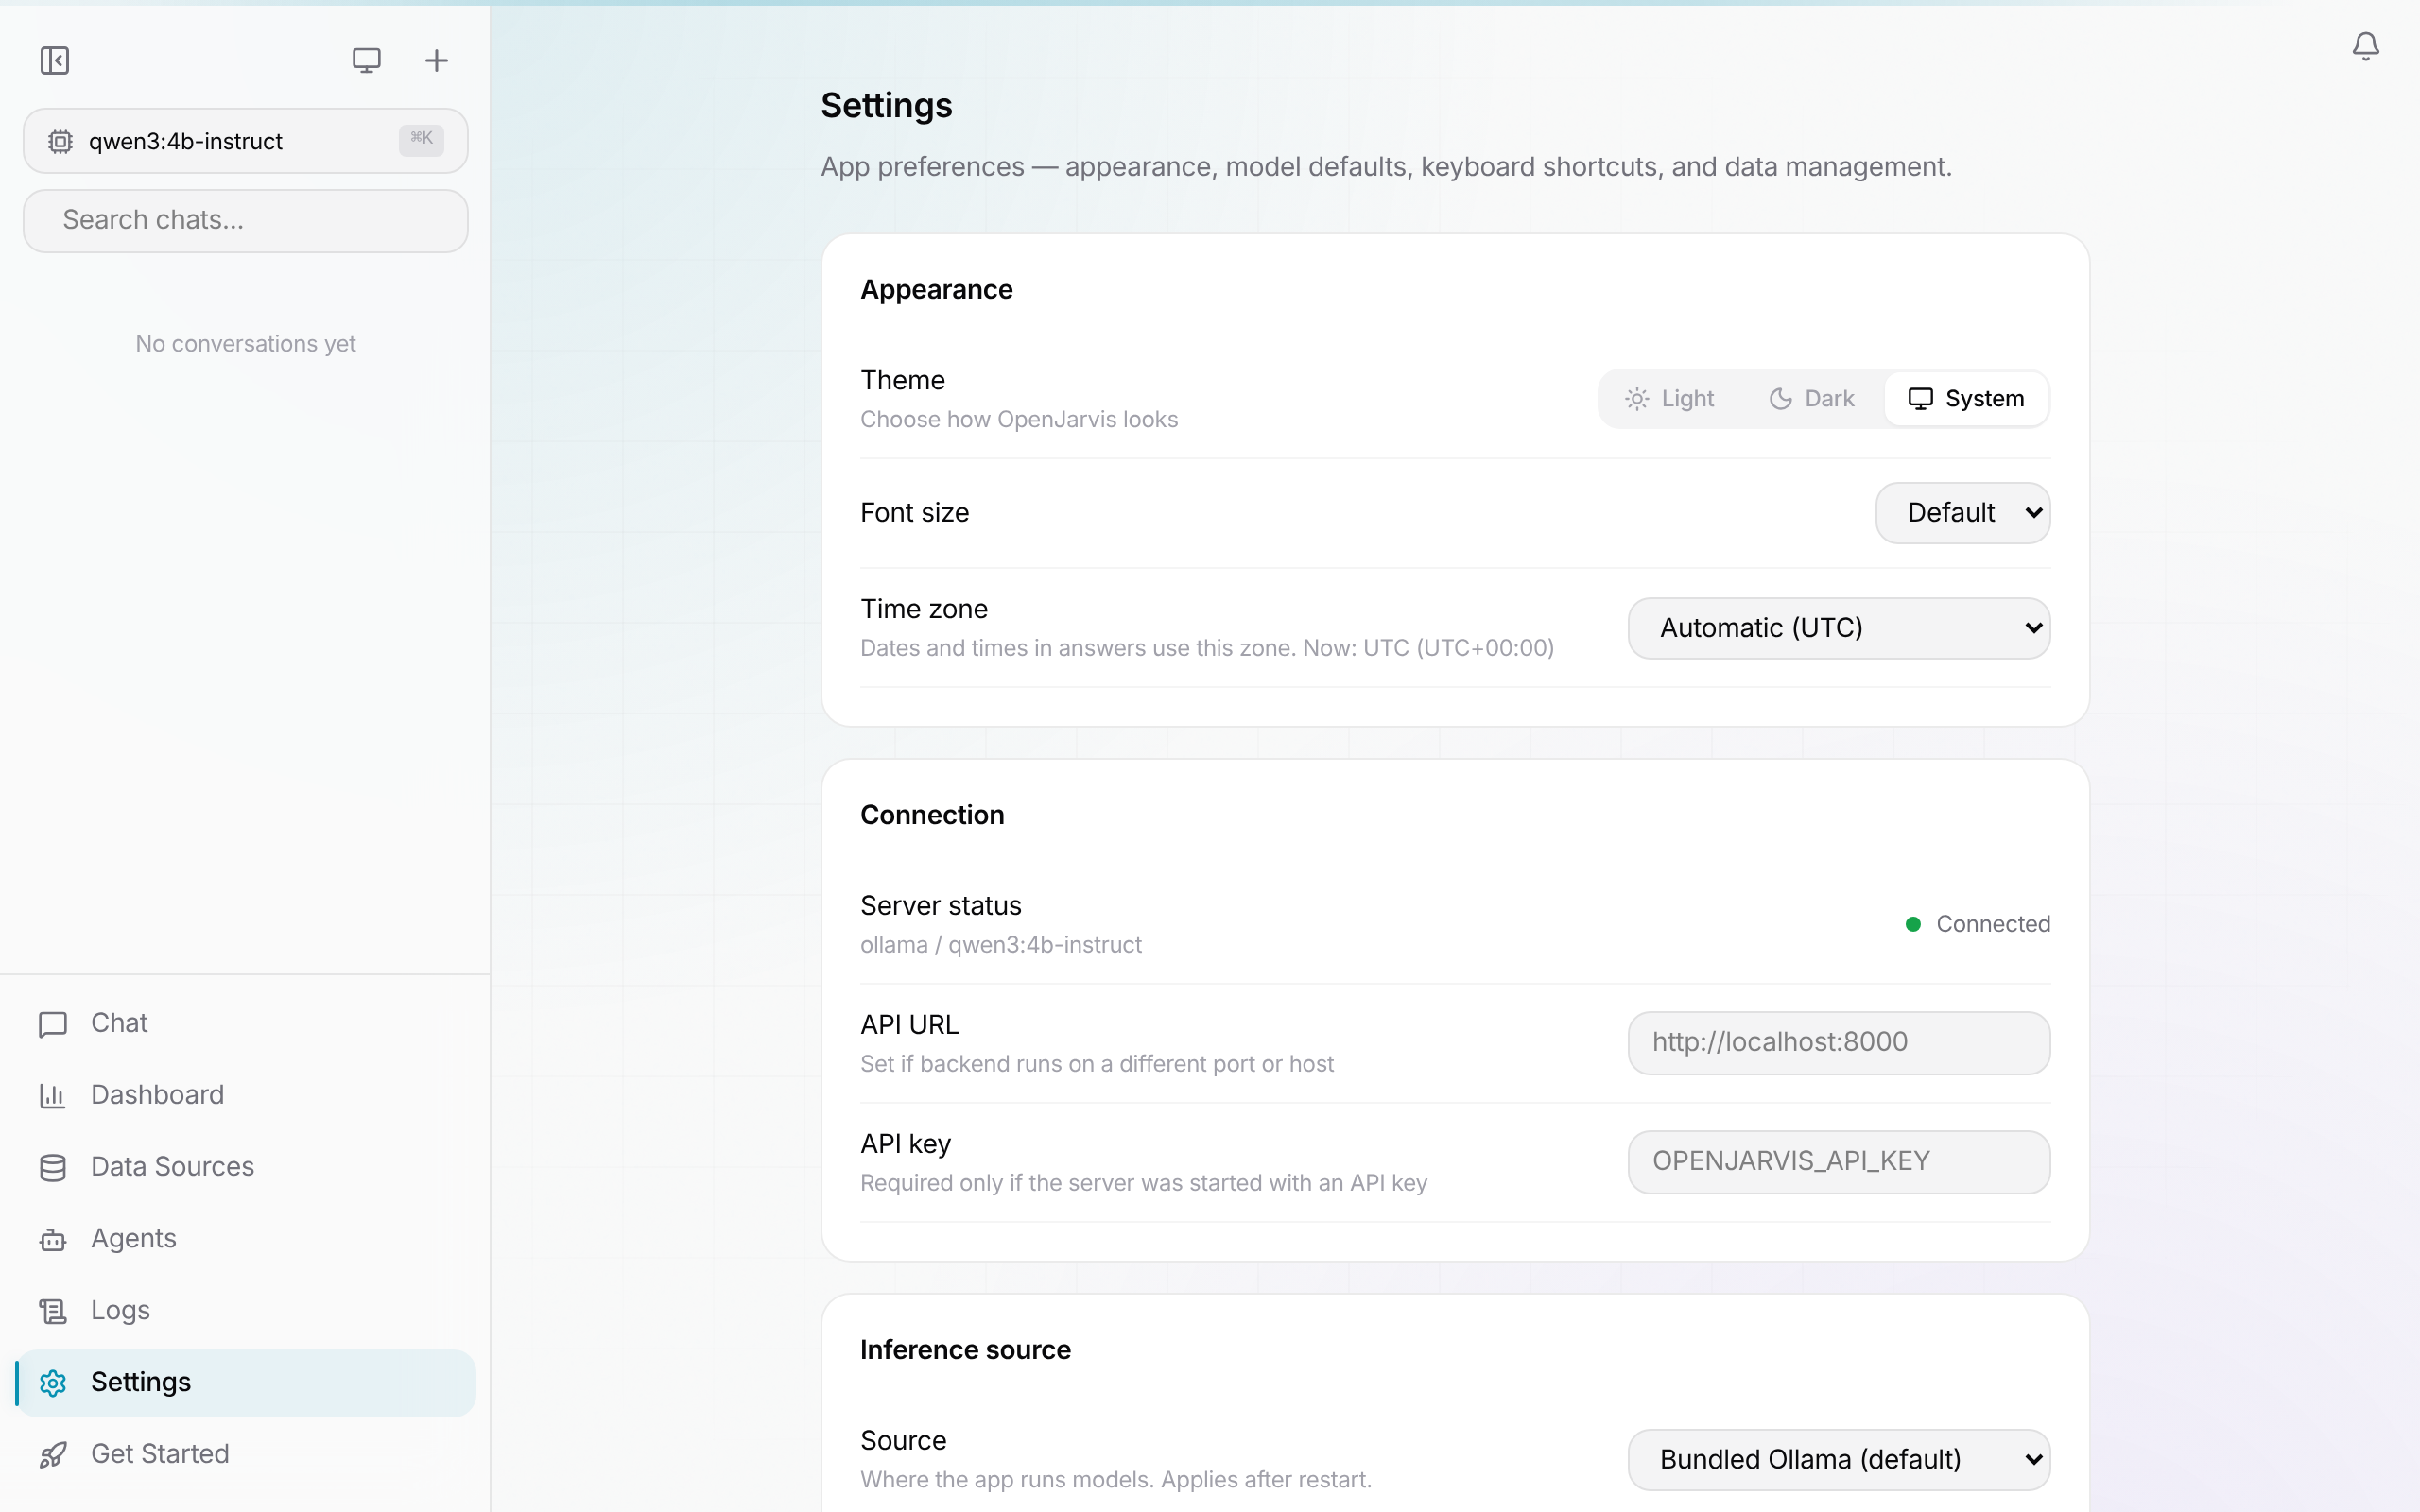 qwen3:4b-instruct
⌘K
Search chats...
No conversations yet
Chat
Dashboard
Data Sources
Agents
Logs
Settings
Get Started
Settings
App preferences — appearance, model defaults, keyboard shortcuts, and data management.
Appearance
Theme
Choose how OpenJarvis looks
Light
Dark
System
Font size
Default
Time zone
Dates and times in answers use this zone. Now: UTC (UTC+00:00)
Automatic (UTC)
Connection
Server status
ollama / qwen3:4b-instruct
Connected
API URL
Set if backend runs on a different port or host
http://localhost:8000
API key
Required only if the server was started with an API key
OPENJARVIS_API_KEY
Inference source
Source
Where the app runs models. Applies after restart.
Bundled Ollama (default)